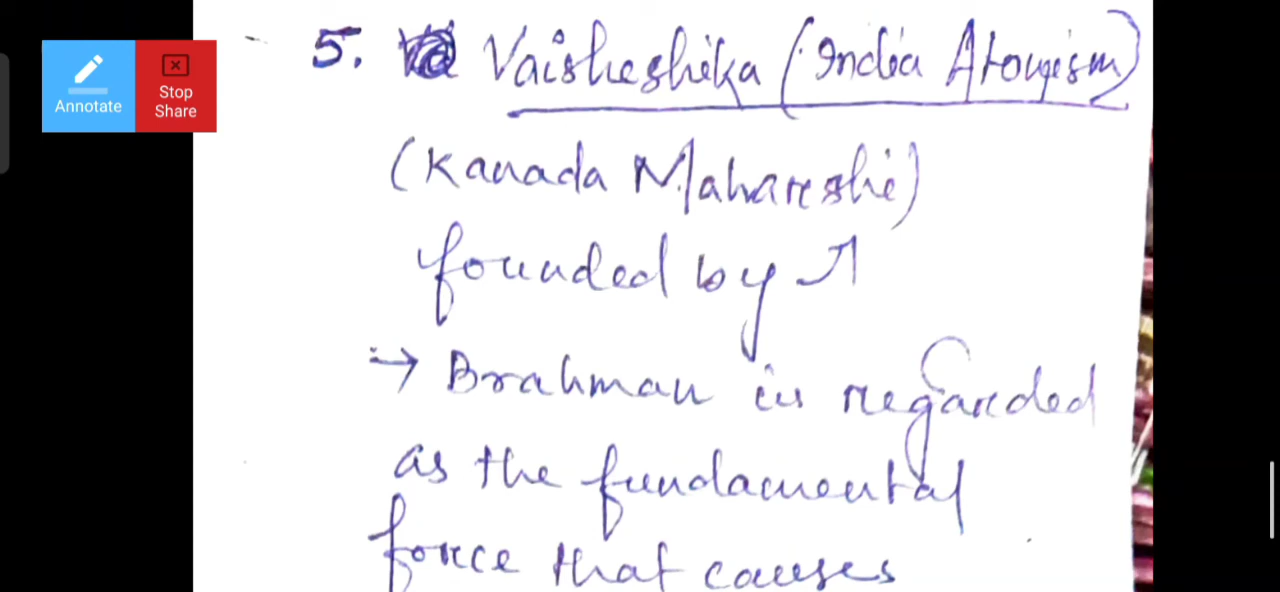 Annotate
Stop
Share
5. Vaisheshika (India Atomism)
(Kanada Mahareshi)
founded by ↗
→ Brahman is regarded
as the fundamental
force that causes